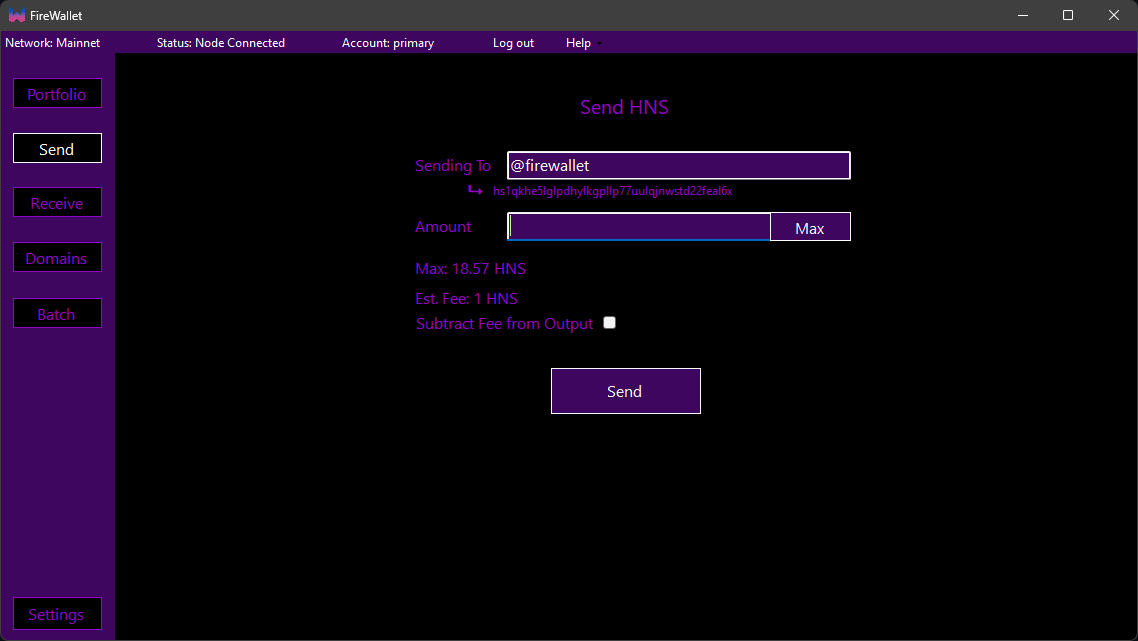 FireWallet
Network: Mainnet Status: Node Connected Account: primary Log out Help
Portfolio
Send
Receive
Domains
Batch
Settings
Send HNS
Sending To @firewallet
hs1qkhe5lglpdhylkgpllp77uulqjnwstd22feal6x
Amount Max
Max: 18.57 HNS
Est. Fee: 1 HNS
Subtract Fee from Output
Send